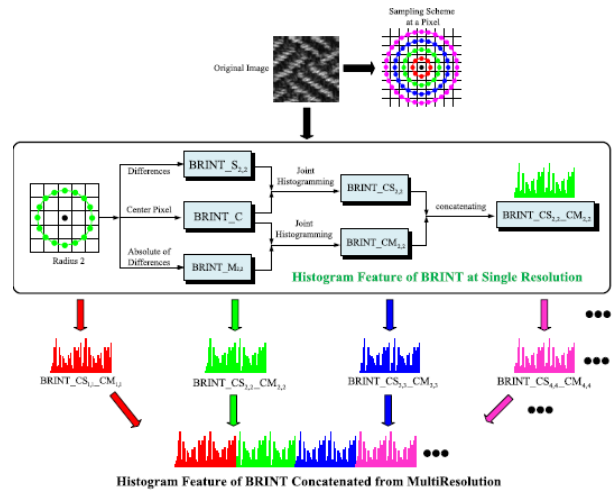 Sampling Scheme
at a Pixel
Original Image
Differences
BRINT_S2,2
Joint
Histogramming
BRINT_CS2,2
Center Pixel
BRINT_C
concatenating
BRINT_CS2,2_CM2,2
Joint
Histogramming
BRINT_CM2,2
Absolute of
Differences
BRINT_M2,2
Radius 2
Histogram Feature of BRINT at Single Resolution
BRINT_CS1,1_CM1,1
BRINT_CS2,2_CM2,2
BRINT_CS3,3_CM3,3
BRINT_CS4,4_CM4,4
Histogram Feature of BRINT Concatenated from MultiResolution